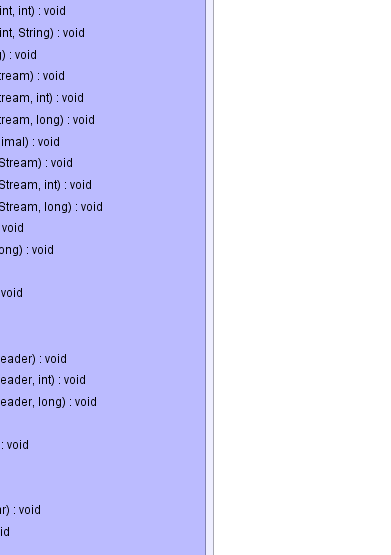 int, int) : void
int, String) : void
g) : void
tream) : void
tream, int) : void
tream, long) : void
imal) : void
Stream) : void
Stream, int) : void
Stream, long) : void
void
ong) : void
void
eader) : void
eader, int) : void
eader, long) : void
: void
ar) : void
id